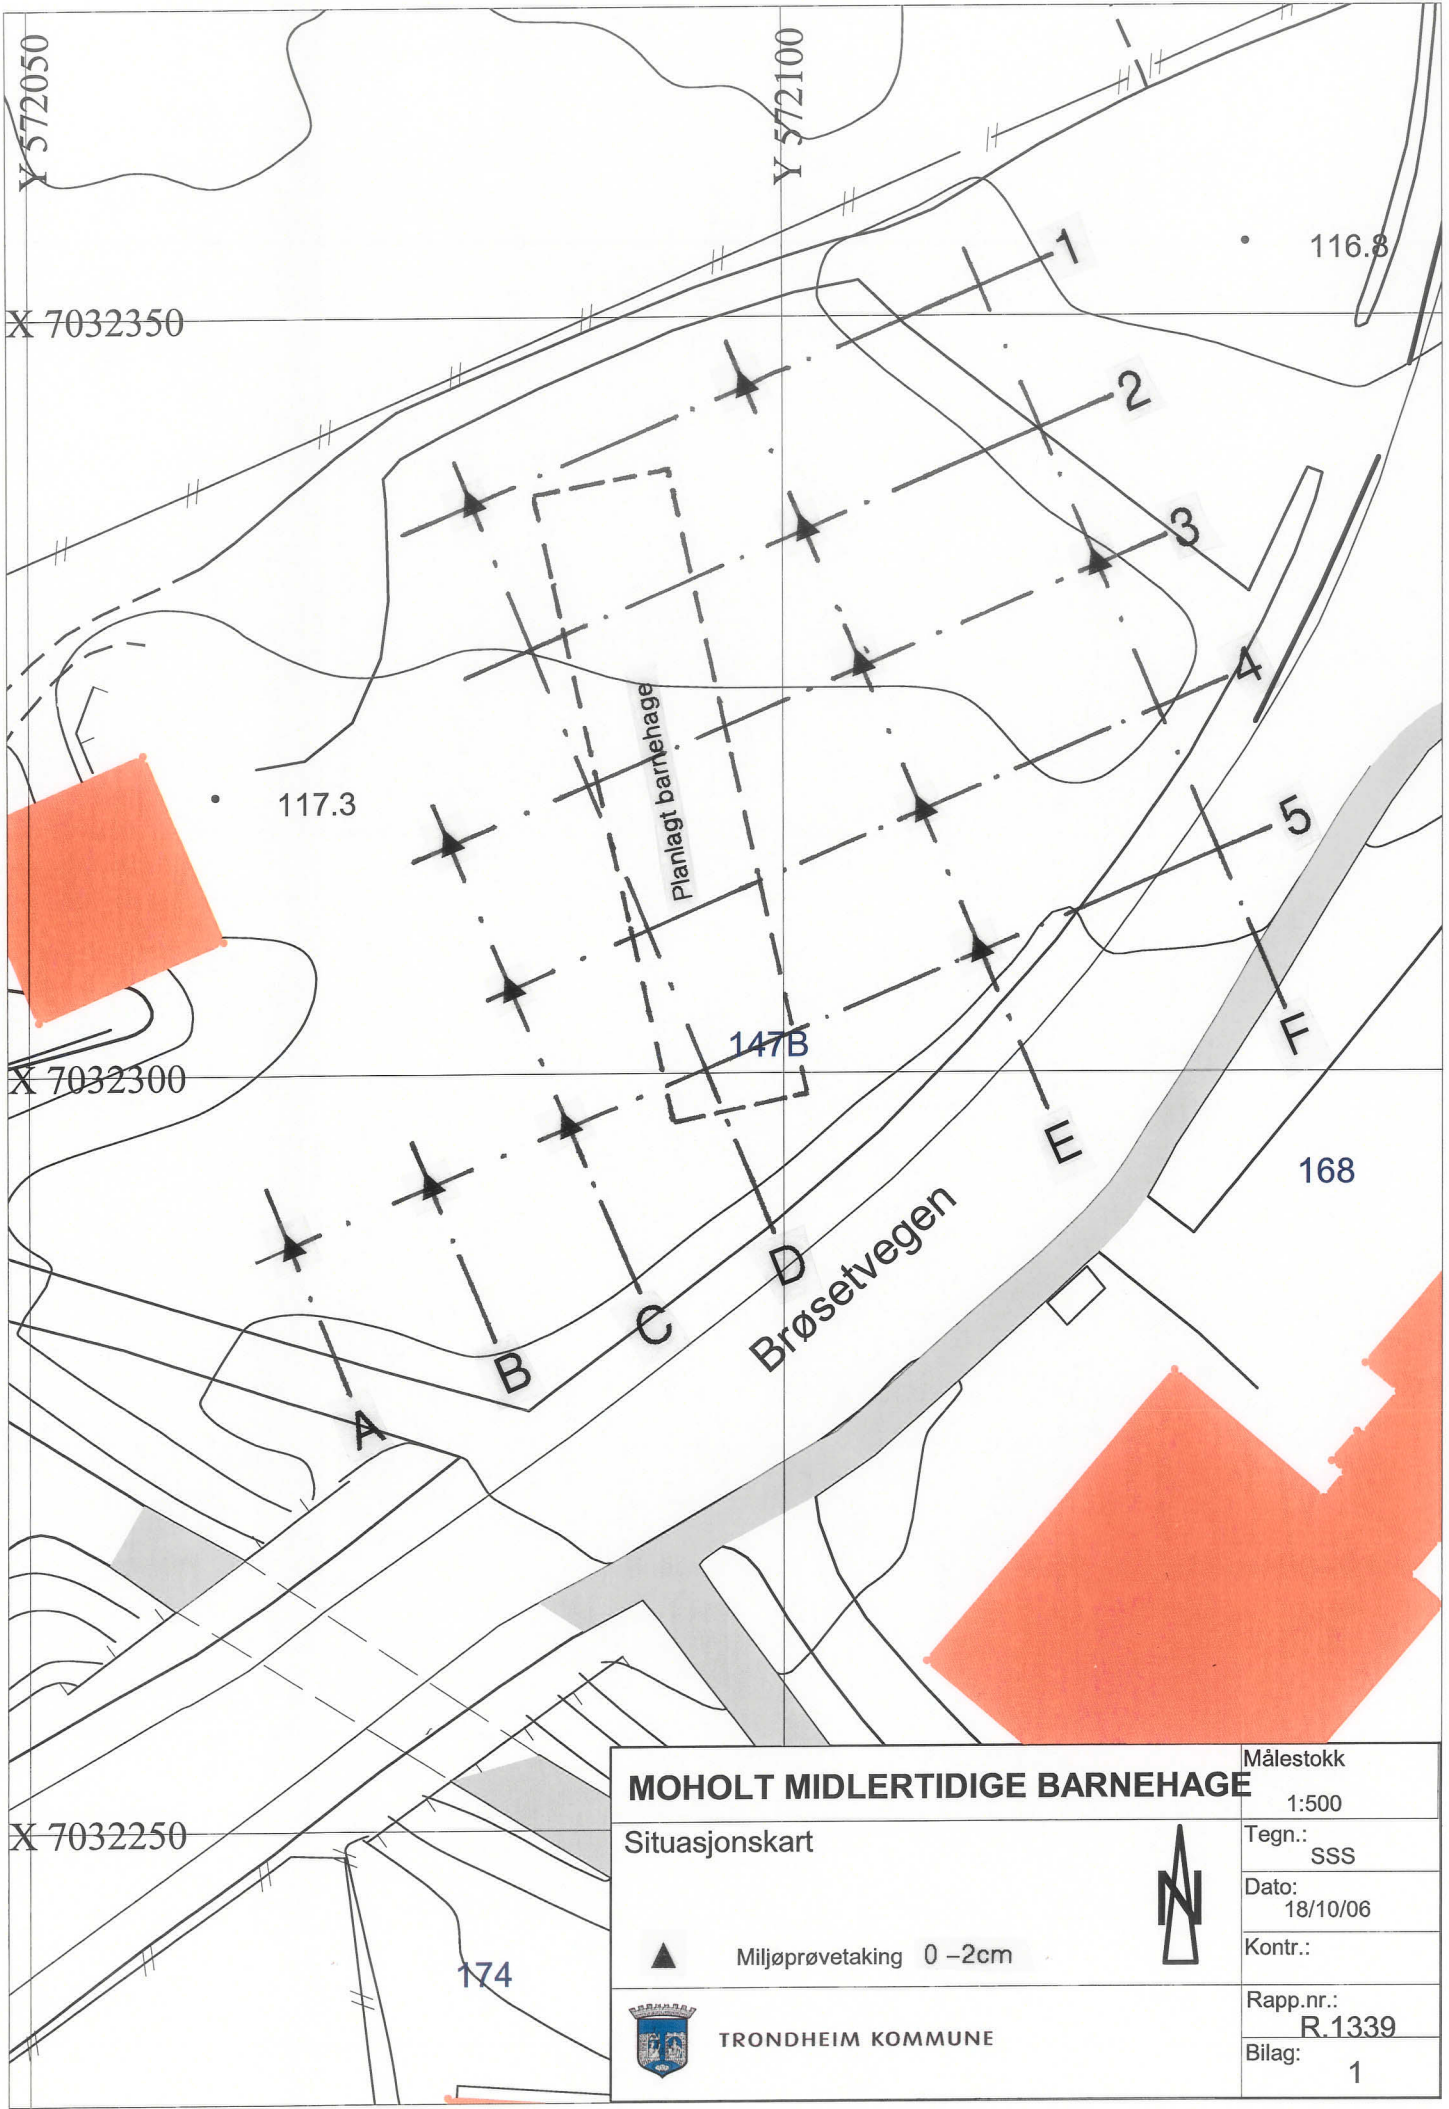 Y 572050
Y 572100
1
116.8
X 7032350
2
3
4
Planlagt barnehage
117.3
5
147B
F
X 7032300
E
168
D
Brøsetvegen
C
B
A
MOHOLT MIDLERTIDIGE BARNEHAGE
Målestokk
1:500
Situasjonskart
Tegn.:
SSS
Dato:
18/10/06
N
Miljøprøvetaking 0 –2cm
Kontr.:
X 7032250
174
TRONDHEIM KOMMUNE
Rapp.nr.:
R.1339
Bilag:
1